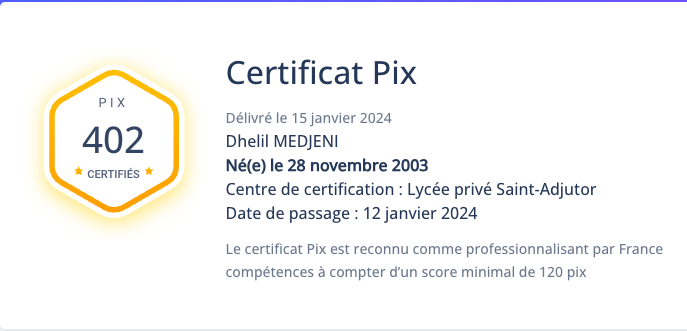 PIX
402
CERTIFIÉS
Certificat Pix
Délivré le 15 janvier 2024
Dhelil MEDJENI
Né(e) le 28 novembre 2003
Centre de certification : Lycée privé Saint-Adjutor
Date de passage : 12 janvier 2024
Le certificat Pix est reconnu comme professionnalisant par France
compétences à compter d’un score minimal de 120 pix